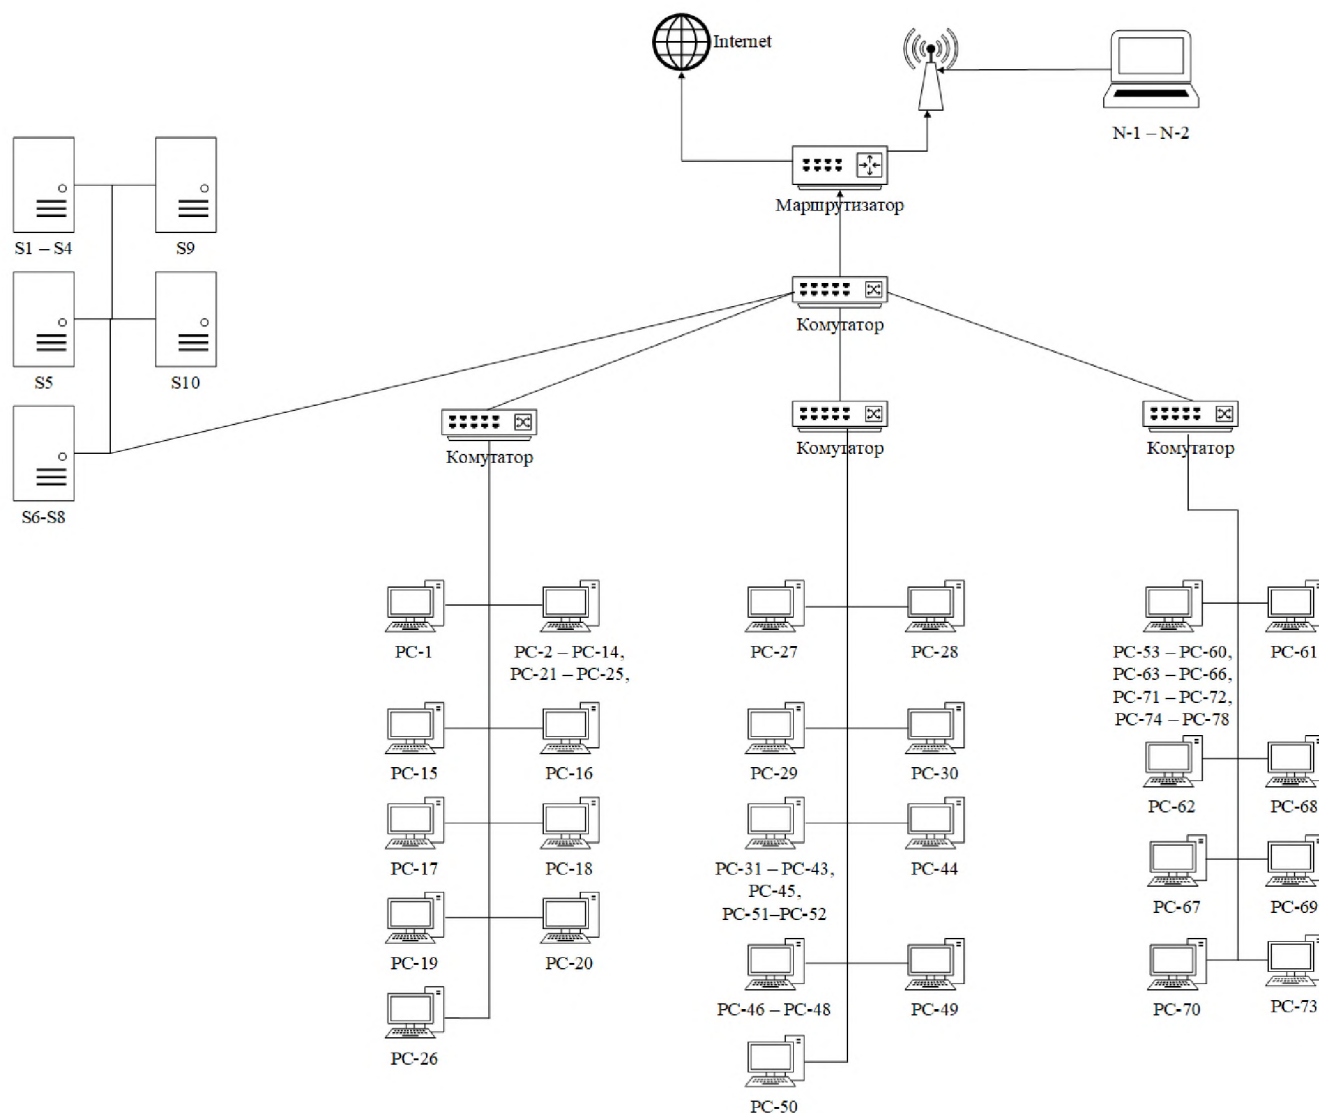 Internet
N-1 – N-2
Маршрутизатор
S1 – S4
S9
Комутатор
S5
S10
Комутатор
Комутатор
Комутатор
S6-S8
PC-1
PC-2 – PC-14,
PC-21 – PC-25,
PC-15
PC-16
PC-17
PC-18
PC-19
PC-20
PC-26
PC-27
PC-28
PC-29
PC-30
PC-31 – PC-43,
PC-45,
PC-51–PC-52
PC-44
PC-46 – PC-48
PC-49
PC-50
PC-53 – PC-60,
PC-63 – PC-66,
PC-71 – PC-72,
PC-74 – PC-78
PC-61
PC-62
PC-68
PC-67
PC-69
PC-70
PC-73